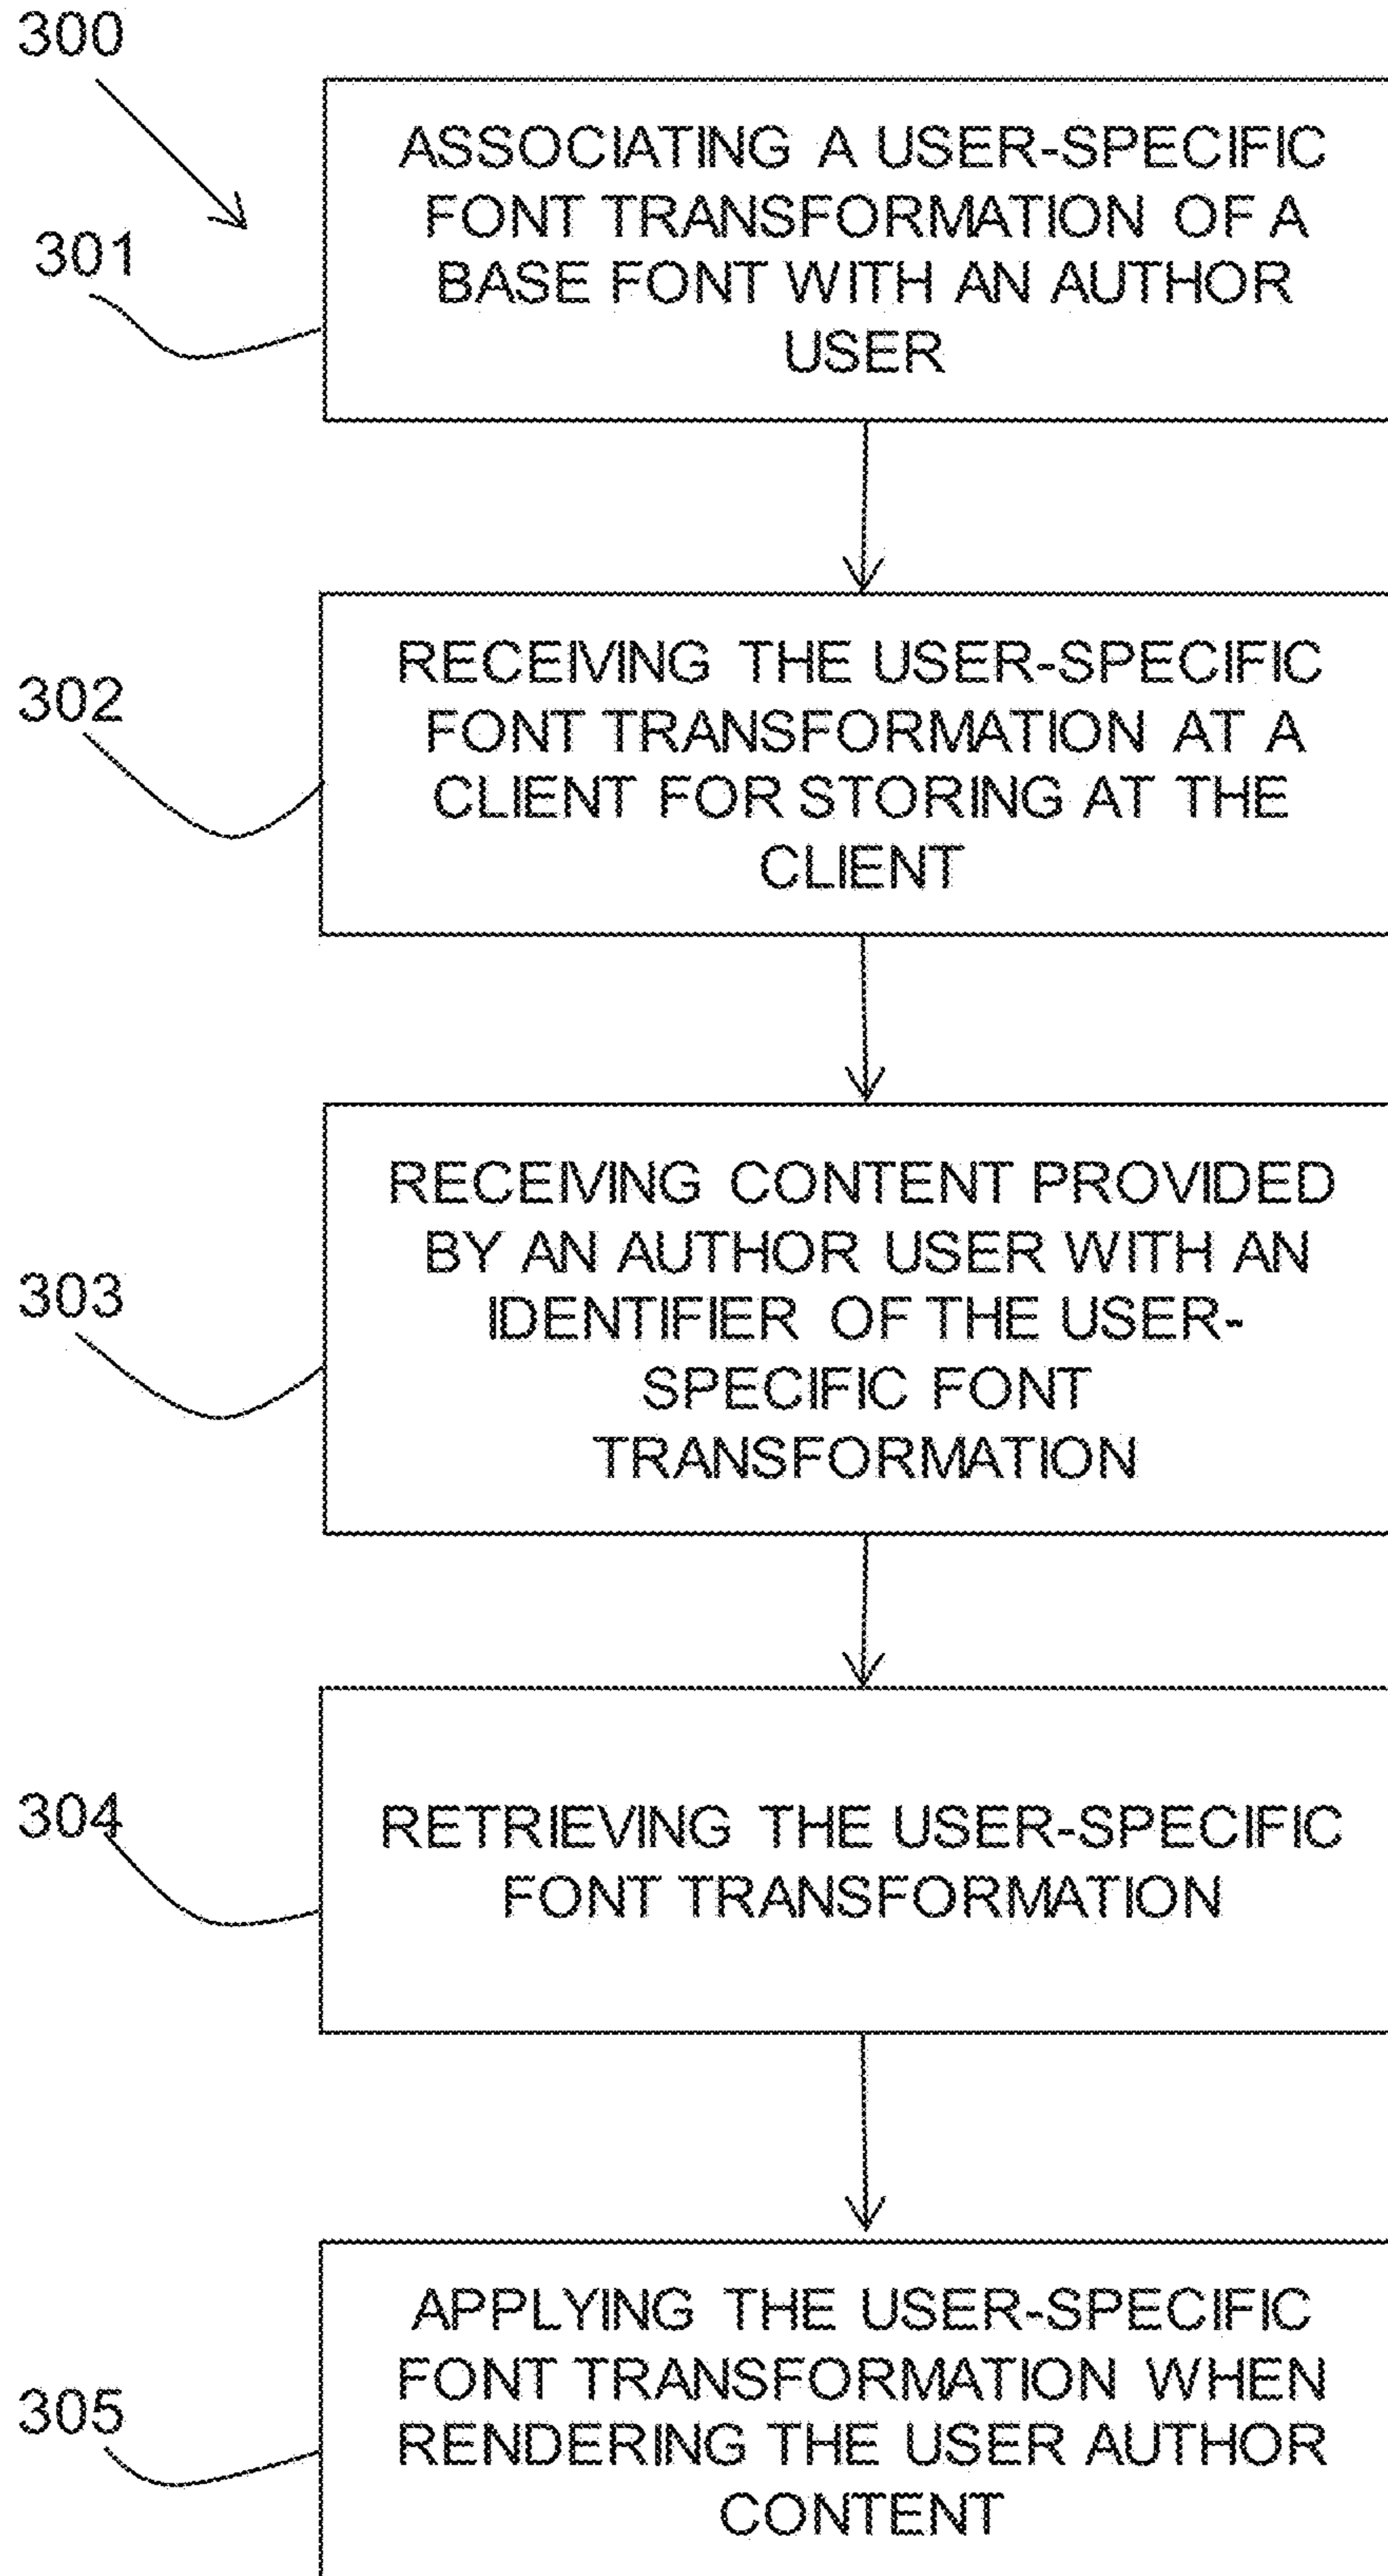 300
301
ASSOCIATING A USER-SPECIFIC
FONT TRANSFORMATION OF A
BASE FONT WITH AN AUTHOR
USER
302
RECEIVING THE USER-SPECIFIC
FONT TRANSFORMATION AT A
CLIENT FOR STORING AT THE
CLIENT
303
RECEIVING CONTENT PROVIDED
BY AN AUTHOR USER WITH AN
IDENTIFIER OF THE USER-
SPECIFIC FONT
TRANSFORMATION
304
RETRIEVING THE USER-SPECIFIC
FONT TRANSFORMATION
305
APPLYING THE USER-SPECIFIC
FONT TRANSFORMATION WHEN
RENDERING THE USER AUTHOR
CONTENT